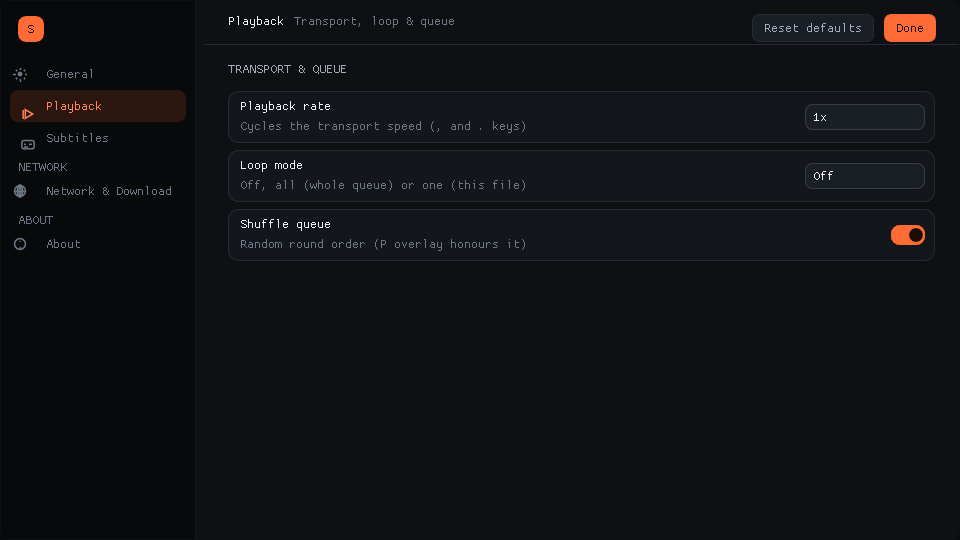 S
General
Playback
Subtitles
NETWORK
Network & Download
ABOUT
About
Playback Transport, loop & queue
Reset defaults
Done
TRANSPORT & QUEUE
Playback rate
Cycles the transport speed (, and . keys)
1x
Loop mode
Off, all (whole queue) or one (this file)
Off
Shuffle queue
Random round order (P overlay honours it)